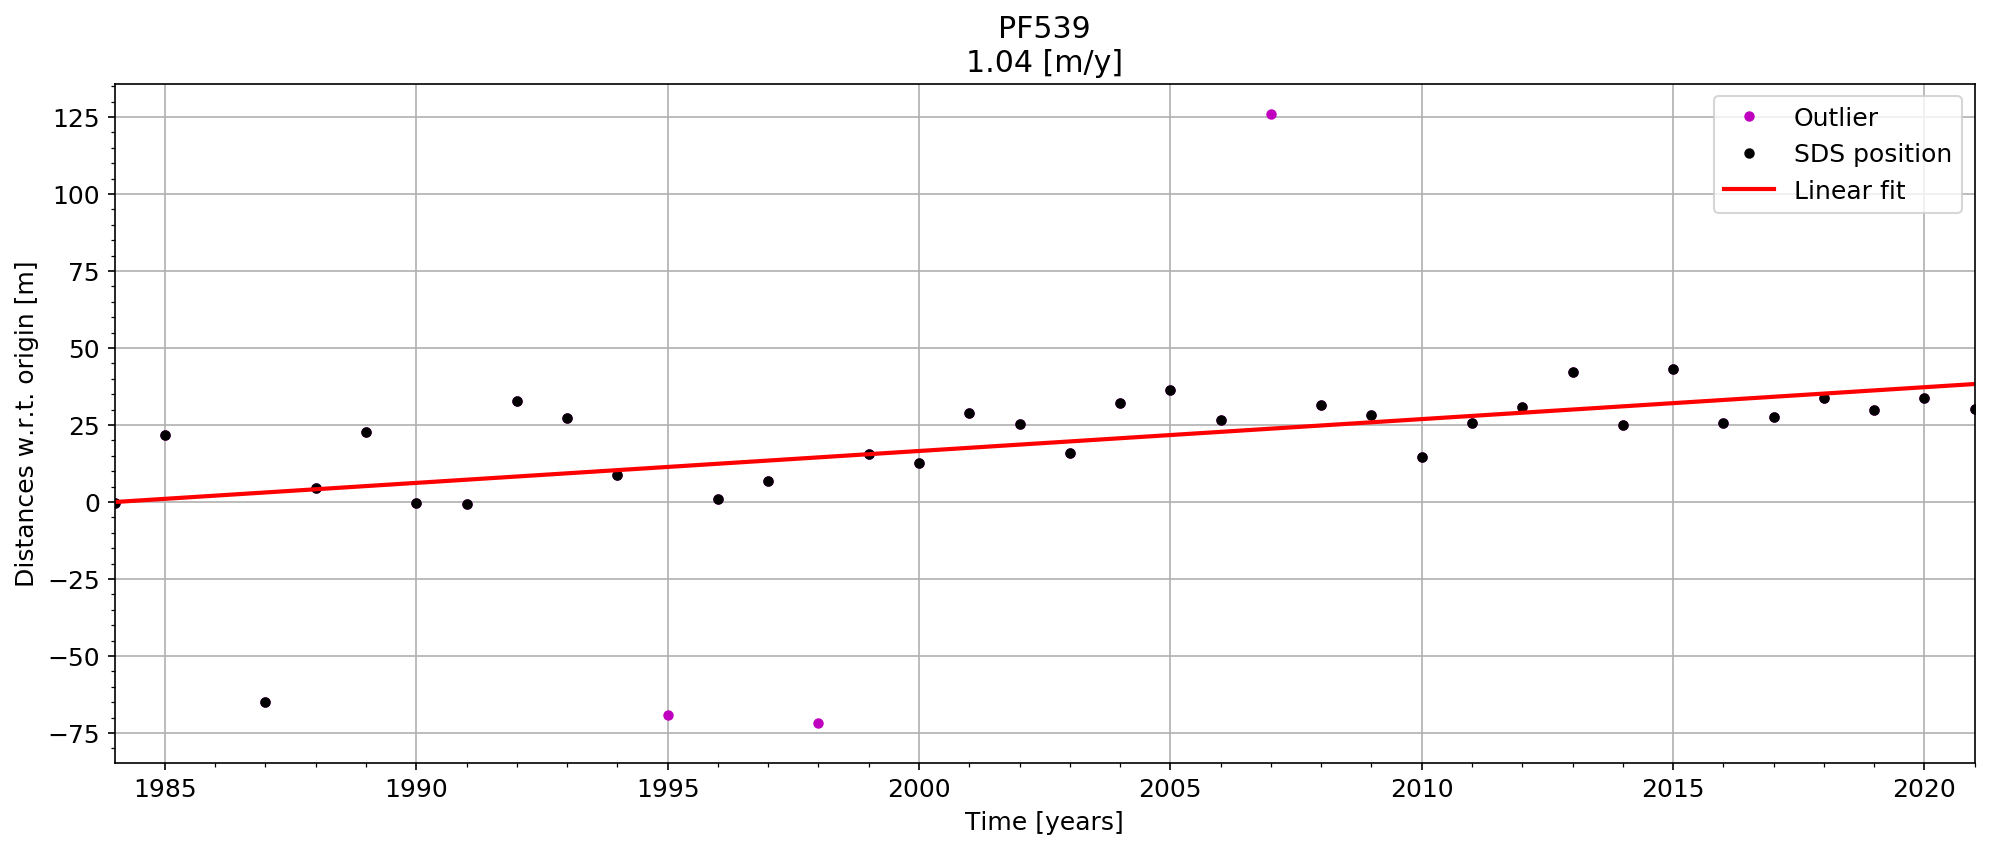 PF539
1.04 [m/y]
Outlier
SDS position
Linear fit
Distances w.r.t. origin [m]
125
100
75
50
25
0
−25
−50
−75
1985 1990 1995 2000 2005 2010 2015 2020
Time [years]